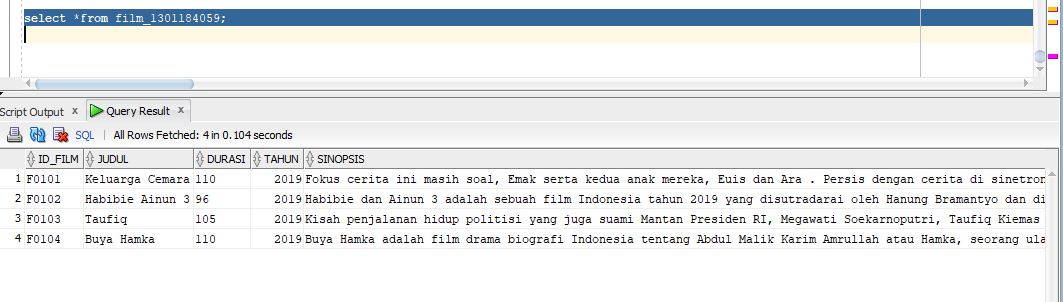 select *from film_1301184059;
Script Output x Query Result x
SQL | All Rows Fetched: 4 in 0.104 seconds
ID_FILM JUDUL DURASI TAHUN SINOPSIS
1 F0101 Keluarga Cemara 110 2019 Fokus cerita ini masih soal, Emak serta kedua anak mereka, Euis dan Ara . Persis dengan cerita di sinetron
2 F0102 Habibie Ainun 3 96 2019 Habibie dan Ainun 3 adalah sebuah film Indonesia tahun 2019 yang disutradarai oleh Hanung Bramantyo dan di
3 F0103 Taufiq 105 2019 Kisah penjalanan hidup politisi yang juga suami Mantan Presiden RI, Megawati Soekarnoputri, Taufiq Kiemas
4 F0104 Buya Hamka 110 2019 Buya Hamka adalah film drama biografi Indonesia tentang Abdul Malik Karim Amrullah atau Hamka, seorang ula